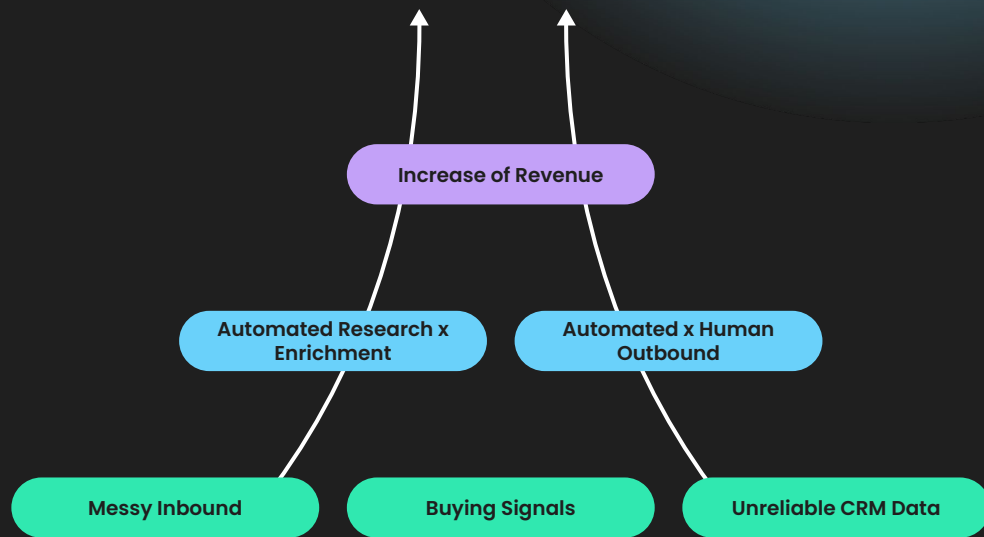 Increase of Revenue
Automated Research x
Enrichment
Automated x Human
Outbound
Messy Inbound
Buying Signals
Unreliable CRM Data